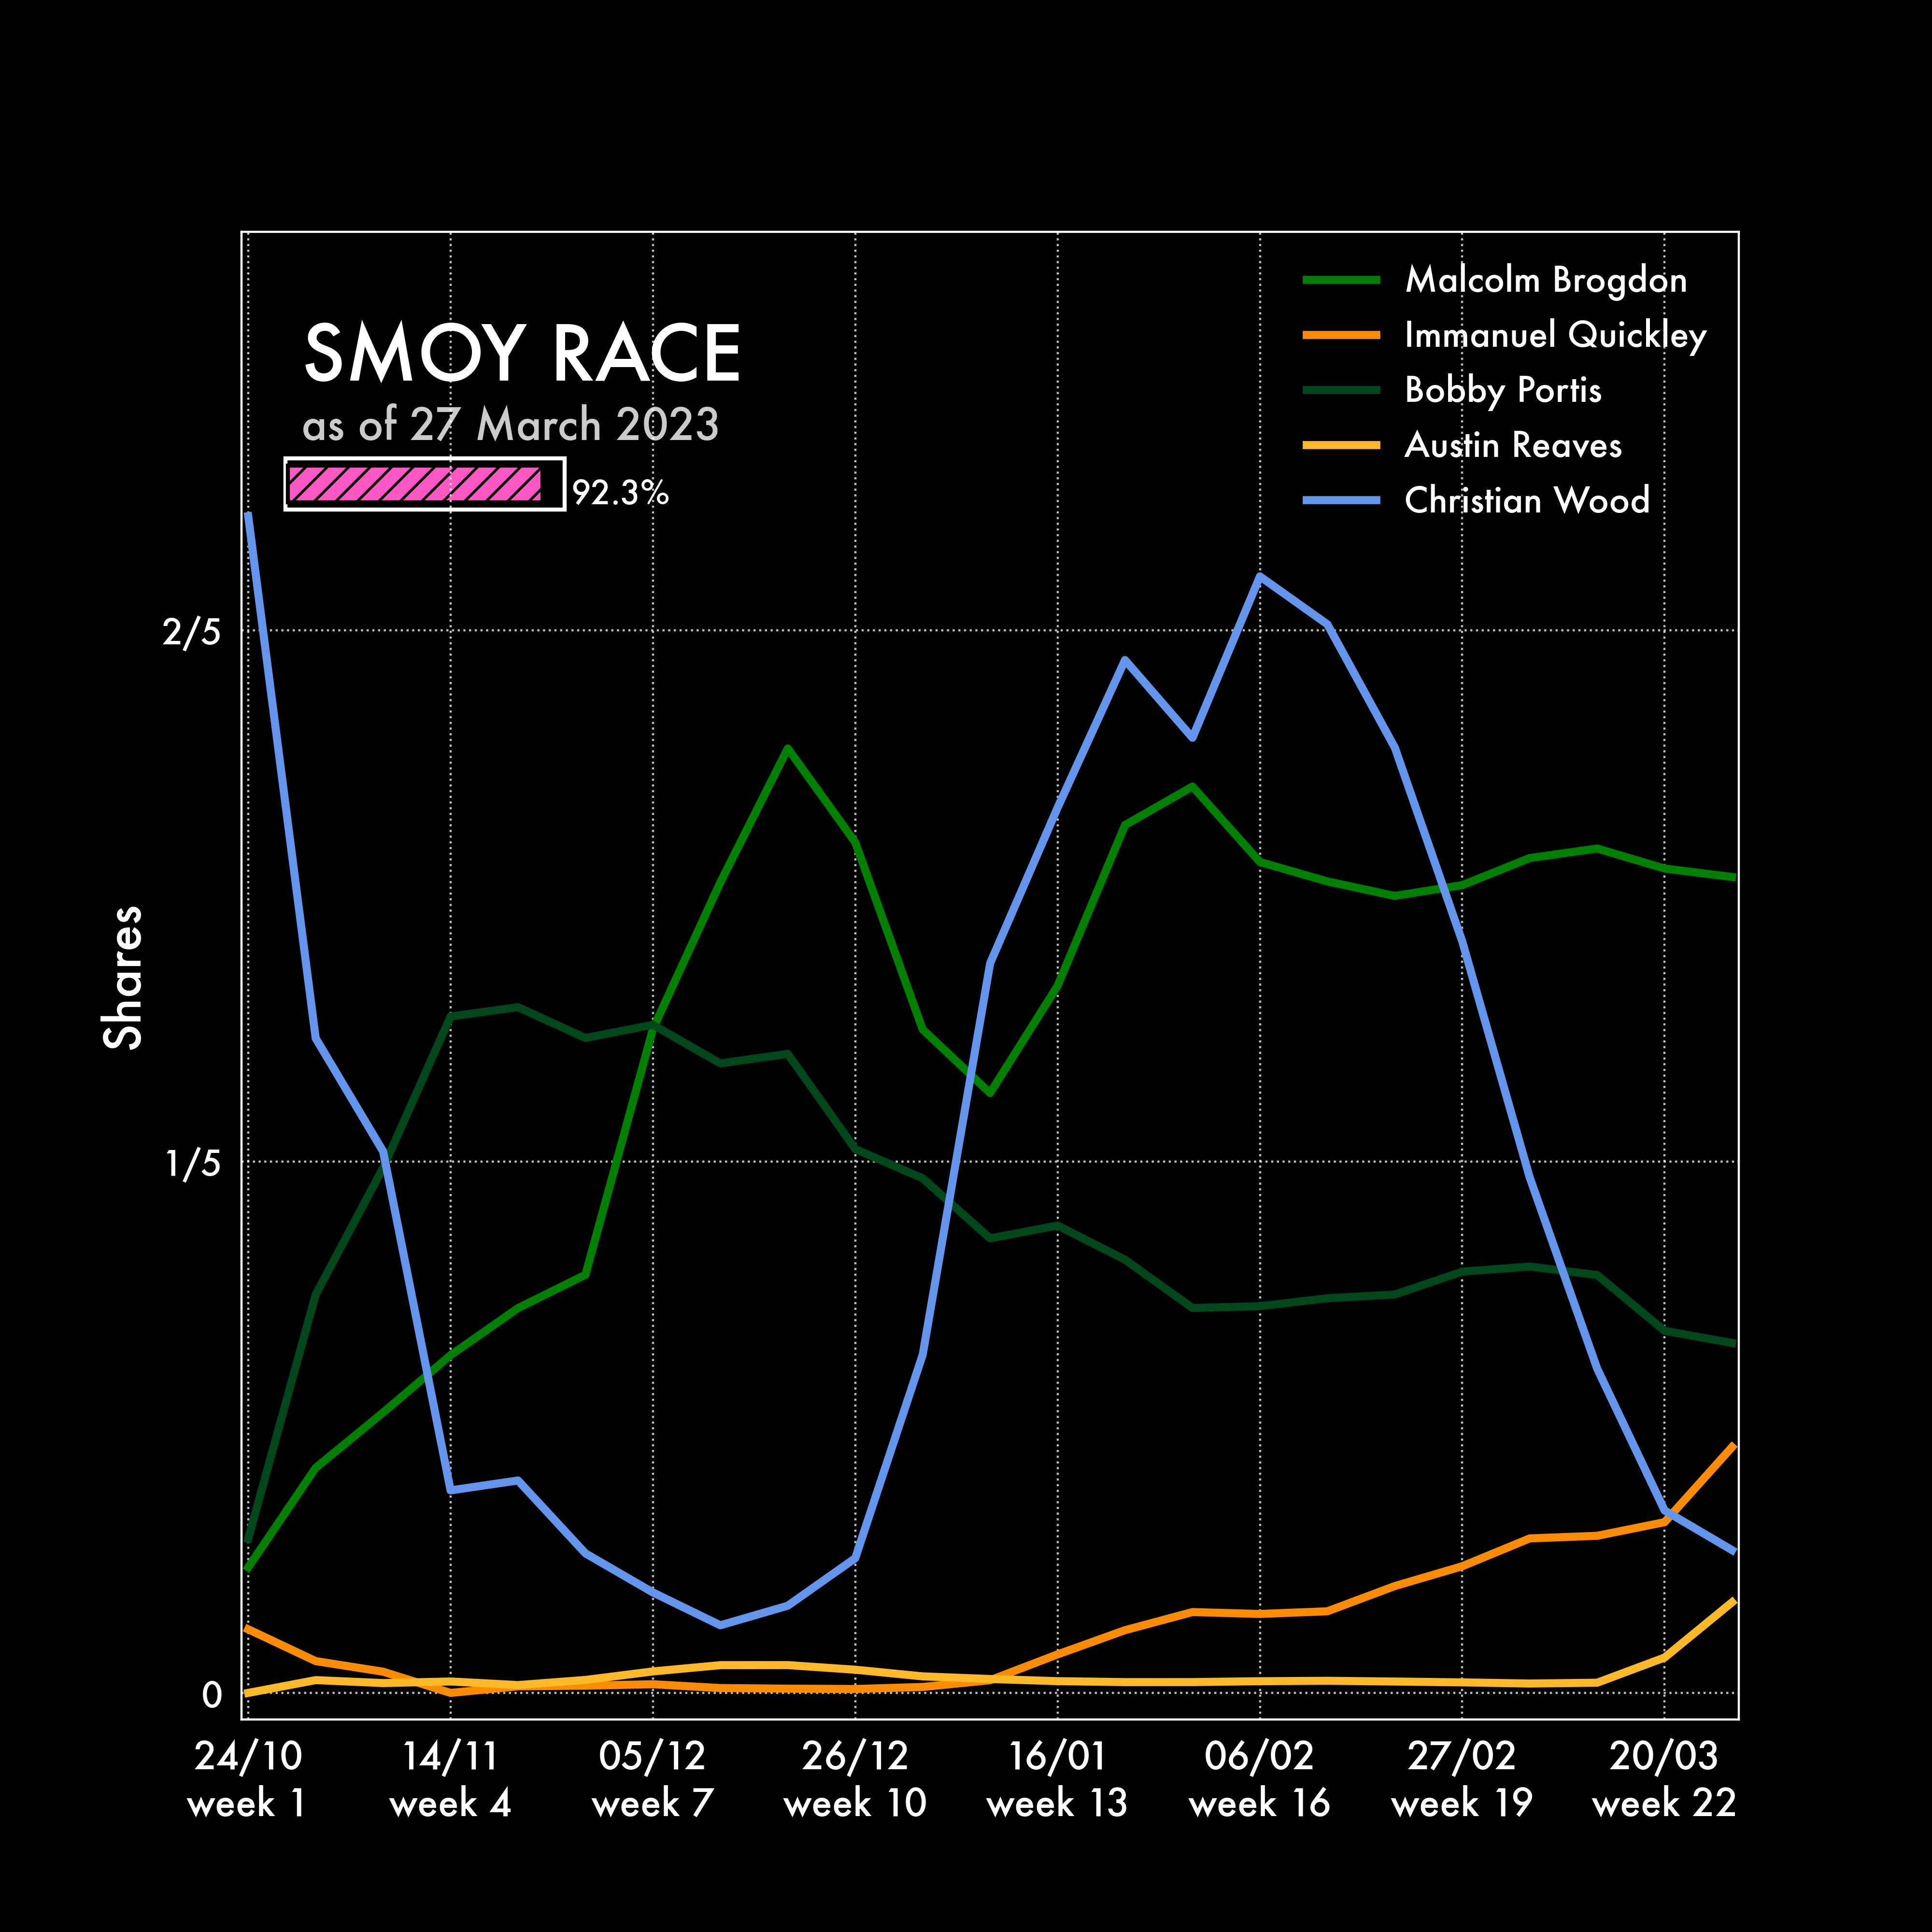 SMOY RACE
as of 27 March 2023
92.3%
Malcolm Brogdon
Immanuel Quickley
Bobby Portis
Austin Reaves
Christian Wood
Shares
2/5
1/5
0
24/10 14/11 05/12 26/12 16/01 06/02 27/02 20/03
week 1 week 4 week 7 week 10 week 13 week 16 week 19 week 22